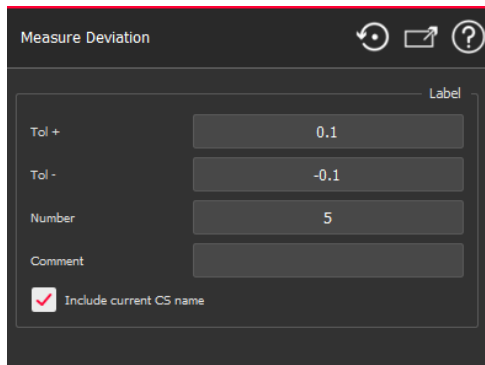 Measure Deviation
Label
Tol + 0.1
Tol - -0.1
Number 5
Comment
Include current CS name